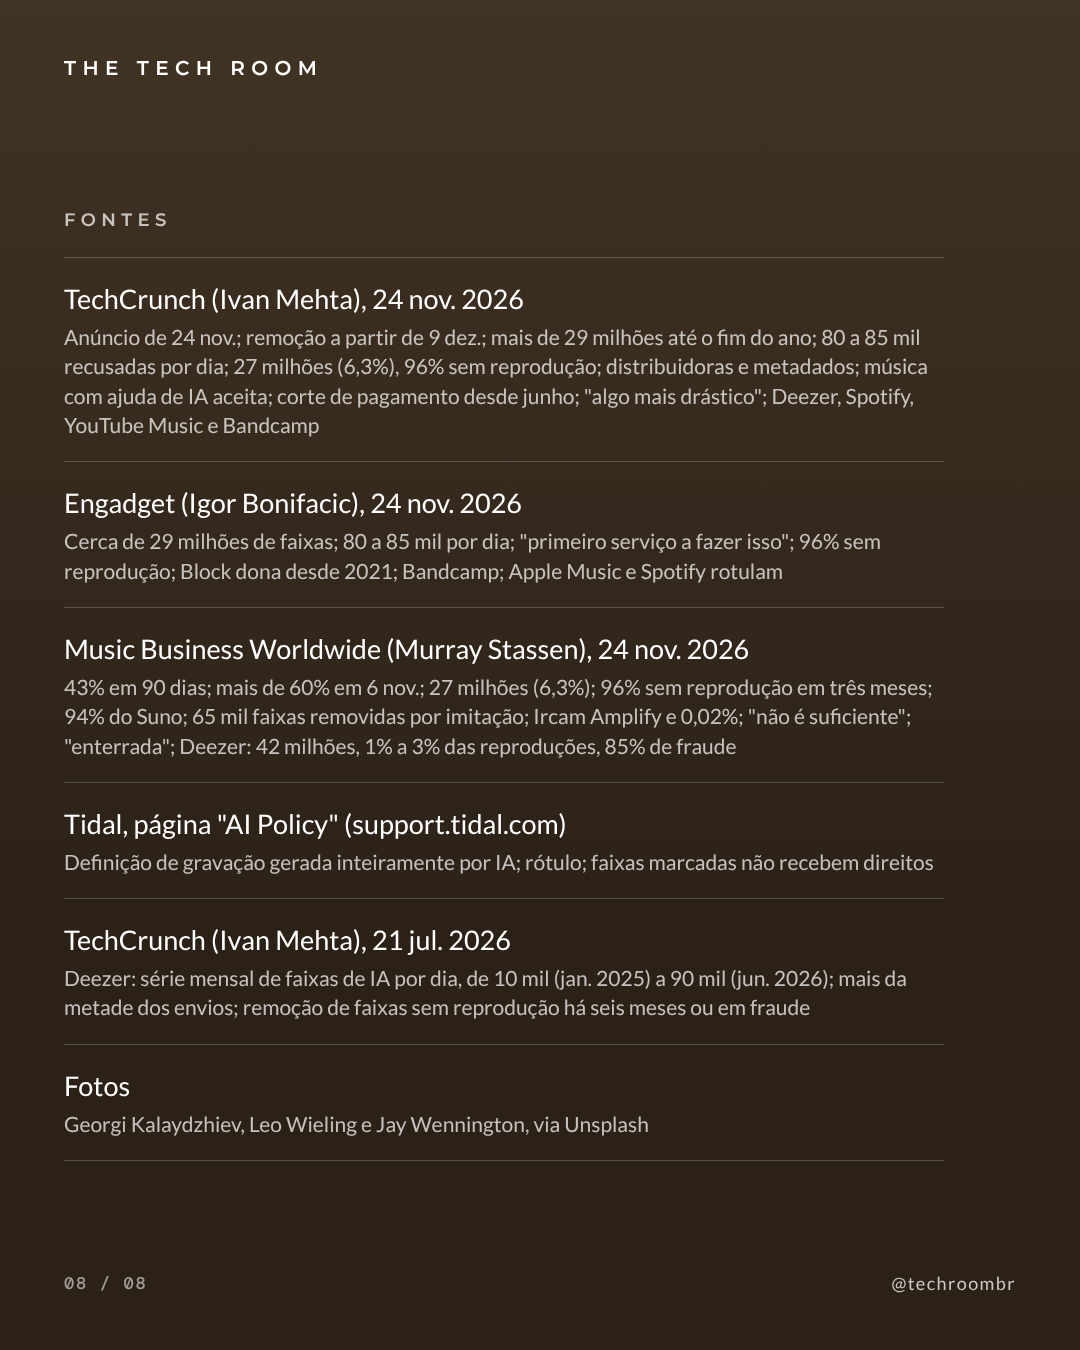 THE TECH ROOM
FONTES
TechCrunch (Ivan Mehta), 24 nov. 2026
Anúncio de 24 nov.; remoção a partir de 9 dez.; mais de 29 milhões até o fim do ano; 80 a 85 mil
recusadas por dia; 27 milhões (6,3%), 96% sem reprodução; distribuidoras e metadados; música
com ajuda de IA aceita; corte de pagamento desde junho; "algo mais drástico"; Deezer, Spotify,
YouTube Music e Bandcamp
Engadget (Igor Bonifacic), 24 nov. 2026
Cerca de 29 milhões de faixas; 80 a 85 mil por dia; "primeiro serviço a fazer isso"; 96% sem
reprodução; Block dona desde 2021; Bandcamp; Apple Music e Spotify rotulam
Music Business Worldwide (Murray Stassen), 24 nov. 2026
43% em 90 dias; mais de 60% em 6 nov.; 27 milhões (6,3%); 96% sem reprodução em três meses;
94% do Suno; 65 mil faixas removidas por imitação; Ircam Amplify e 0,02%; "não é suficiente";
"enterrada"; Deezer: 42 milhões, 1% a 3% das reproduções, 85% de fraude
Tidal, página "AI Policy" (support.tidal.com)
Definição de gravação gerada inteiramente por IA; rótulo; faixas marcadas não recebem direitos
TechCrunch (Ivan Mehta), 21 jul. 2026
Deezer: série mensal de faixas de IA por dia, de 10 mil (jan. 2025) a 90 mil (jun. 2026); mais da
metade dos envios; remoção de faixas sem reprodução há seis meses ou em fraude
Fotos
Georgi Kalaydzhiev, Leo Wieling e Jay Wennington, via Unsplash
08 / 08
@techroombr